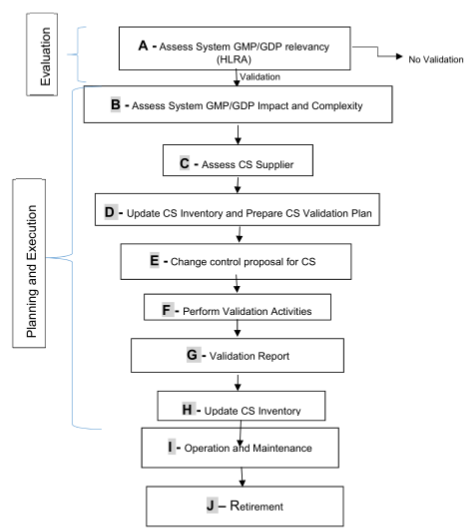 Evaluation
A - Assess System GMP/GDP relevancy
(HLRA)
No Validation
Validation
B - Assess System GMP/GDP Impact and Complexity
C - Assess CS Supplier
D - Update CS Inventory and Prepare CS Validation Plan
Planning and Execution
E - Change control proposal for CS
F - Perform Validation Activities
G - Validation Report
H - Update CS Inventory
I - Operation and Maintenance
J – Retirement